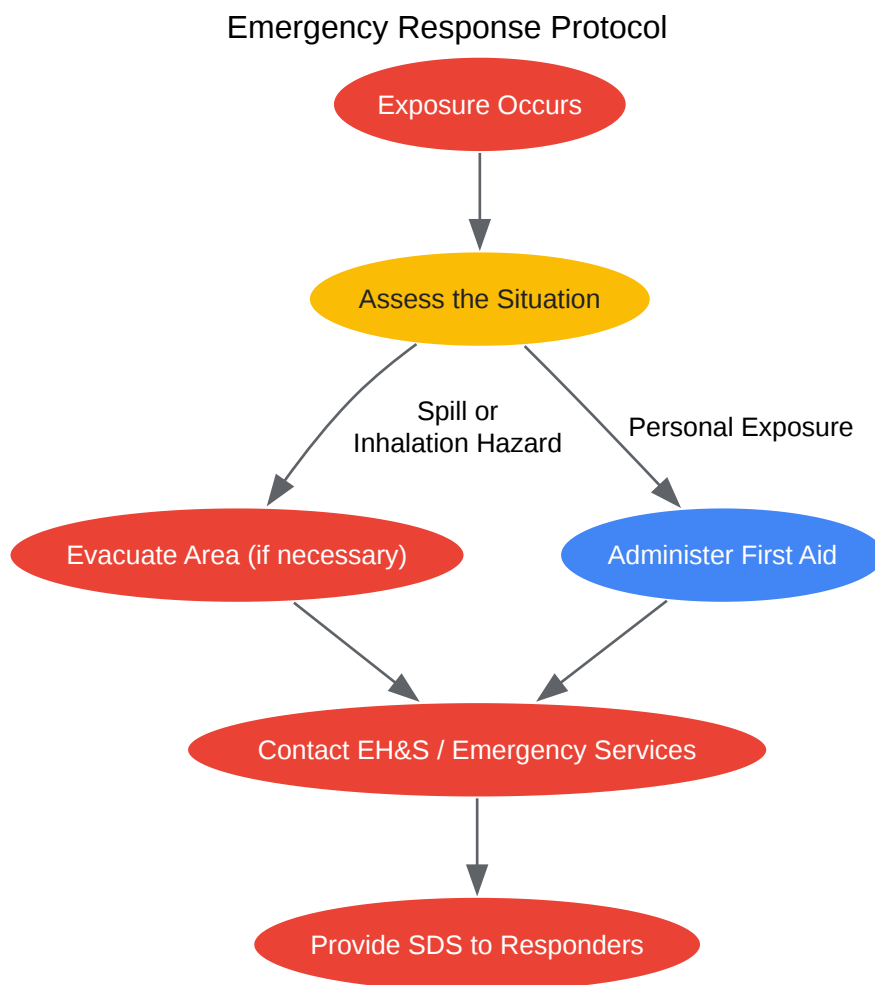 Emergency Response Protocol
Exposure Occurs
Assess the Situation
Spill or
Inhalation Hazard
Personal Exposure
Evacuate Area (if necessary)
Administer First Aid
Contact EH&S / Emergency Services
Provide SDS to Responders